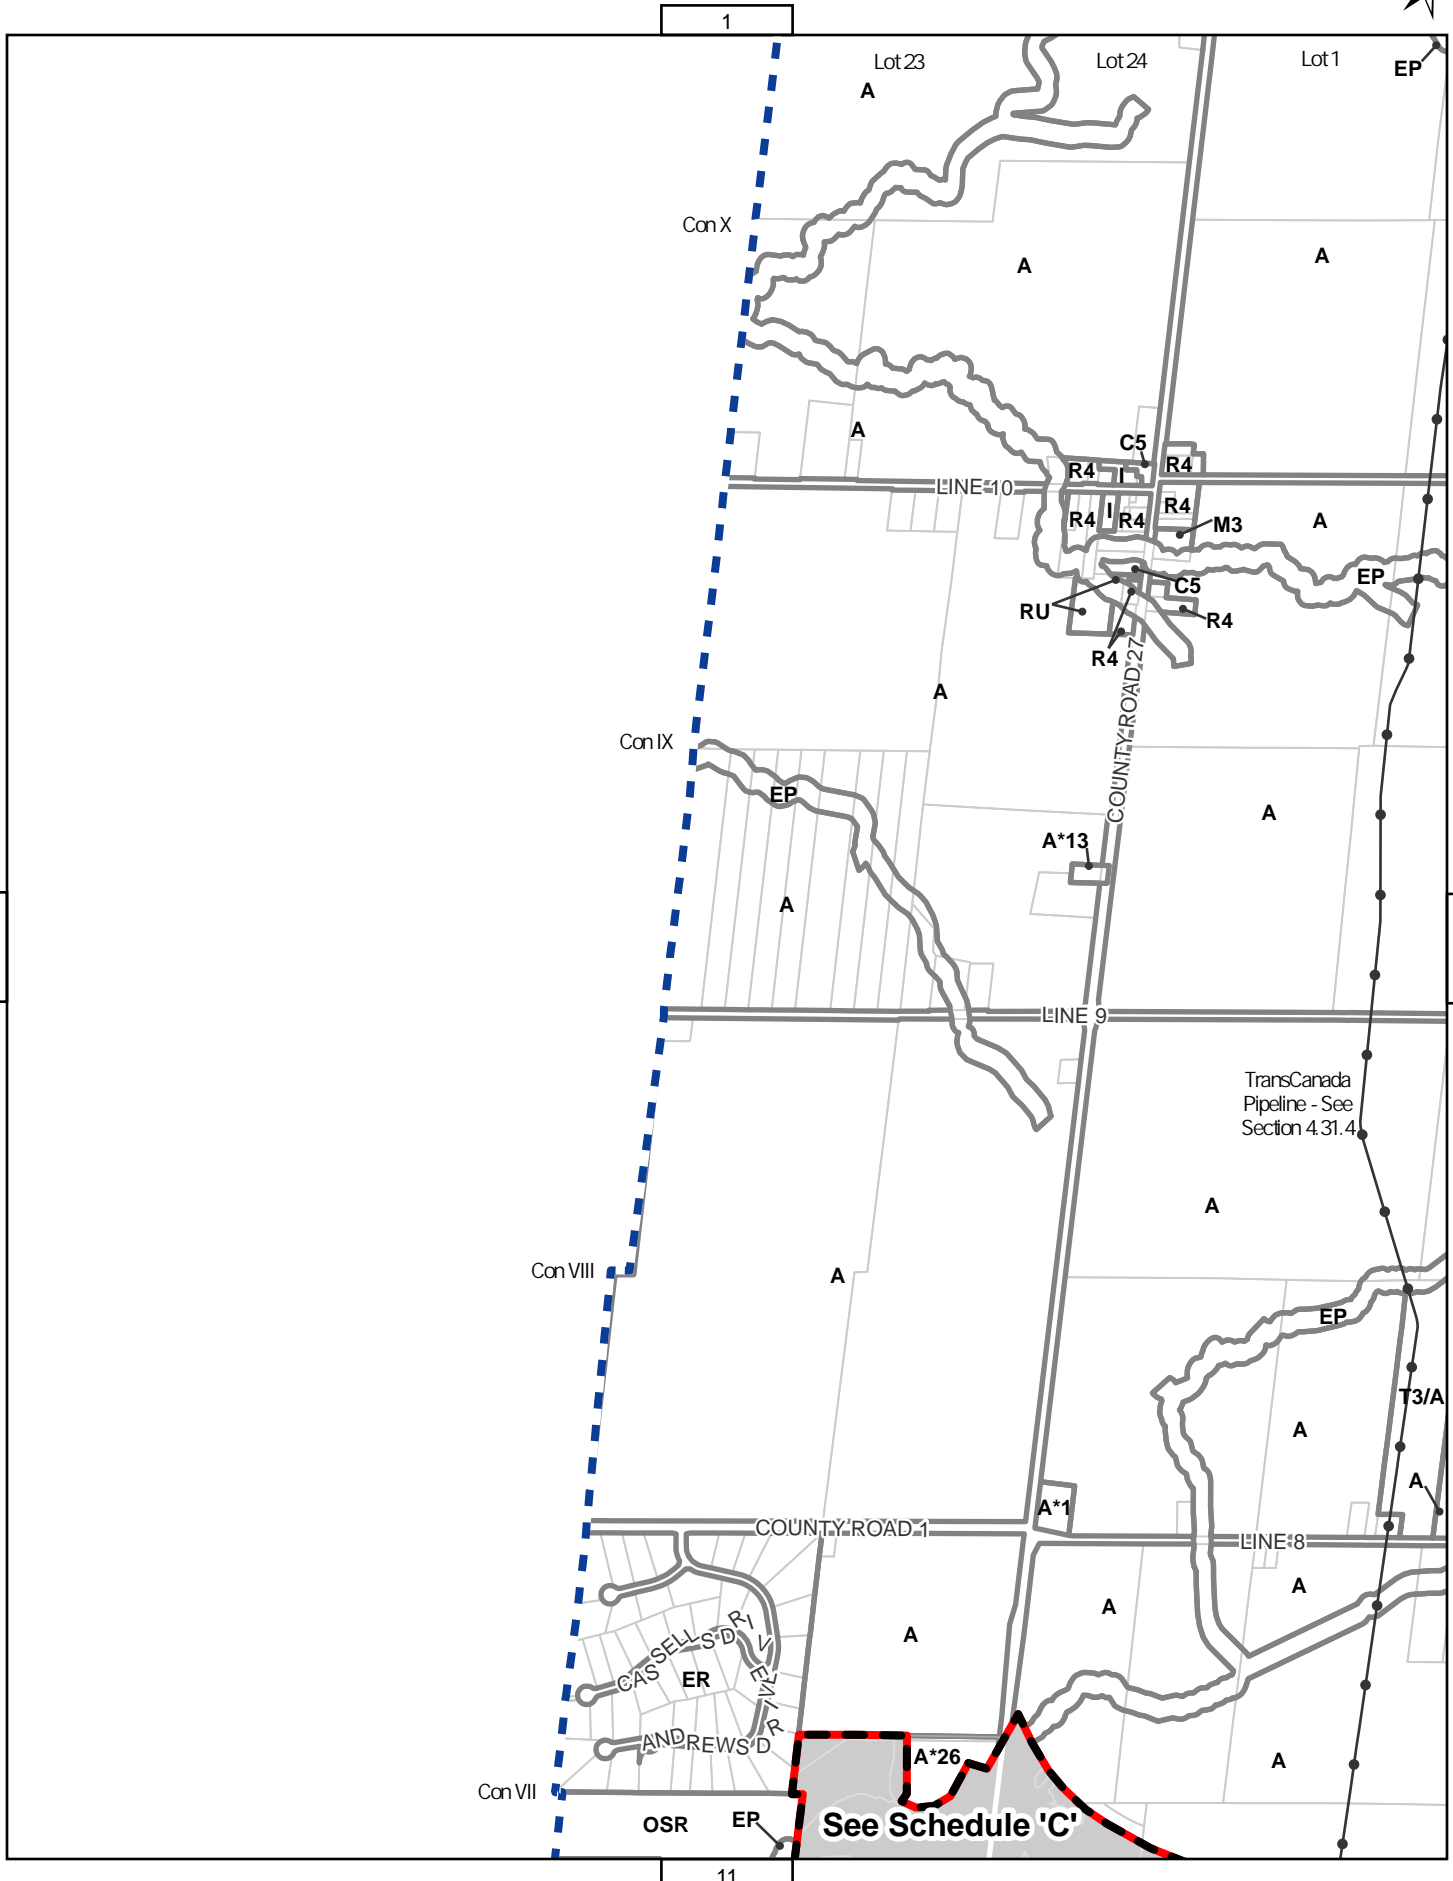 1
Lot 23
Lot 24
Lot 1
EP
A
Con X
A
A
A
C5
R4
I
R4
LINE 10
R4
I
R4
R4
M3
A
EP
C5
RU
R4
R4
COUNTY ROAD 27
A
Con IX
EP
A
A*13
A
LINE 9
TransCanada
Pipeline - See
Section 4.31.4
A
Con VIII
A
EP
T3/A
A
A
A*1
COUNTY ROAD 1
LINE 8
A
A
A
CASSELLS DRIVE
ER
ANDREWS DRIVE
A*26
A
Con VII
OSR
EP
See Schedule 'C'
11